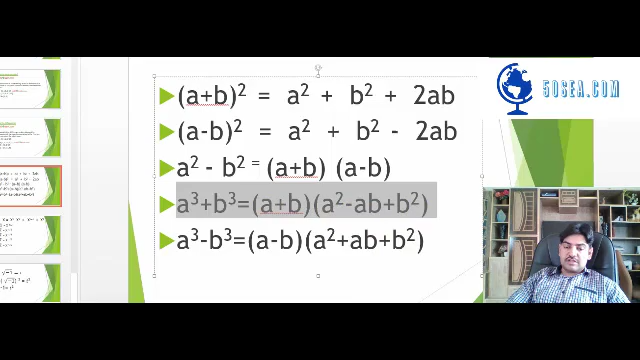 50SEA.COM
(a+b)² = a² + b² + 2ab
(a-b)² = a² + b² - 2ab
a² - b² = (a+b) (a-b)
a³+b³=(a+b)(a²-ab+b²)
a³-b³=(a-b)(a²+ab+b²)